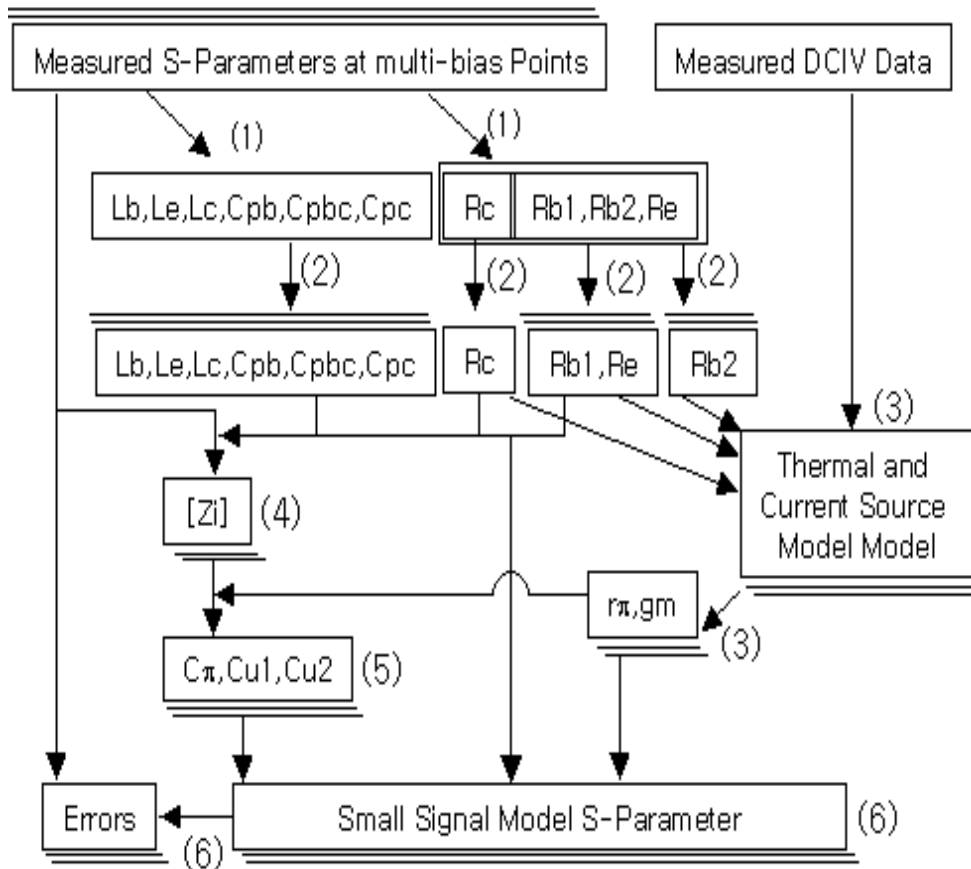 Measured S-Parameters at multi-bias Points
Measured DCIV Data
(1)
(1)
Lb,Le,Lc,Cpb,Cpbc,Cpc
Rc
Rb1,Rb2,Re
(2)
(2)
(2)
(2)
Lb,Le,Lc,Cpb,Cpbc,Cpc
Rc
Rb1,Re
Rb2
(3)
Thermal and
Current Source
Model Model
[Zi]
(4)
rπ,gm
(3)
Cπ,Cu1,Cu2
(5)
Errors
(6)
Small Signal Model S-Parameter
(6)